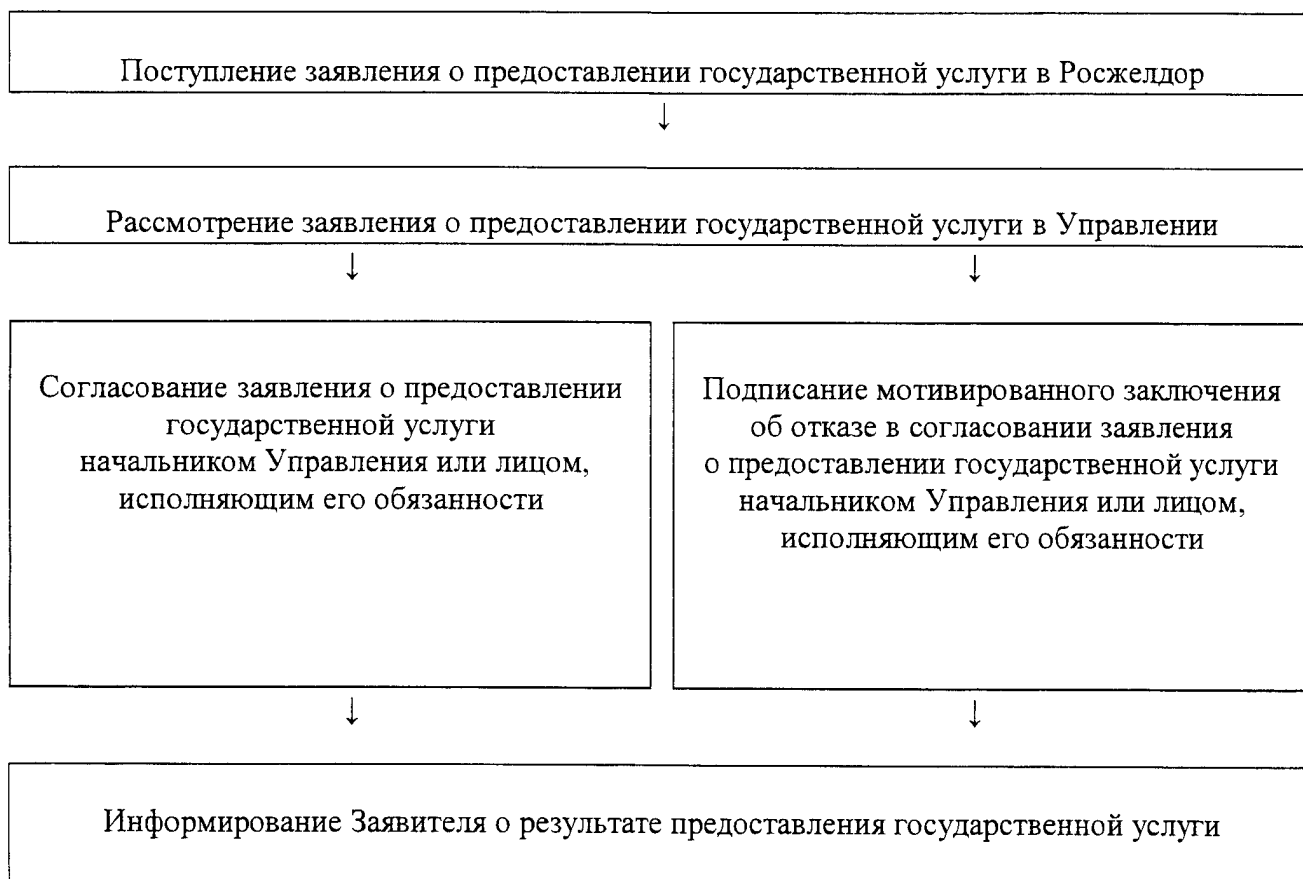 Поступление заявления о предоставлении государственной услуги в Росжелдор
↓
Рассмотрение заявления о предоставлении государственной услуги в Управлении
↓ ↓
Согласование заявления о предоставлении
государственной услуги
начальником Управления или лицом,
исполняющим его обязанности
Подписание мотивированного заключения
об отказе в согласовании заявления
о предоставлении государственной услуги
начальником Управления или лицом,
исполняющим его обязанности
↓ ↓
Информирование Заявителя о результате предоставления государственной услуги